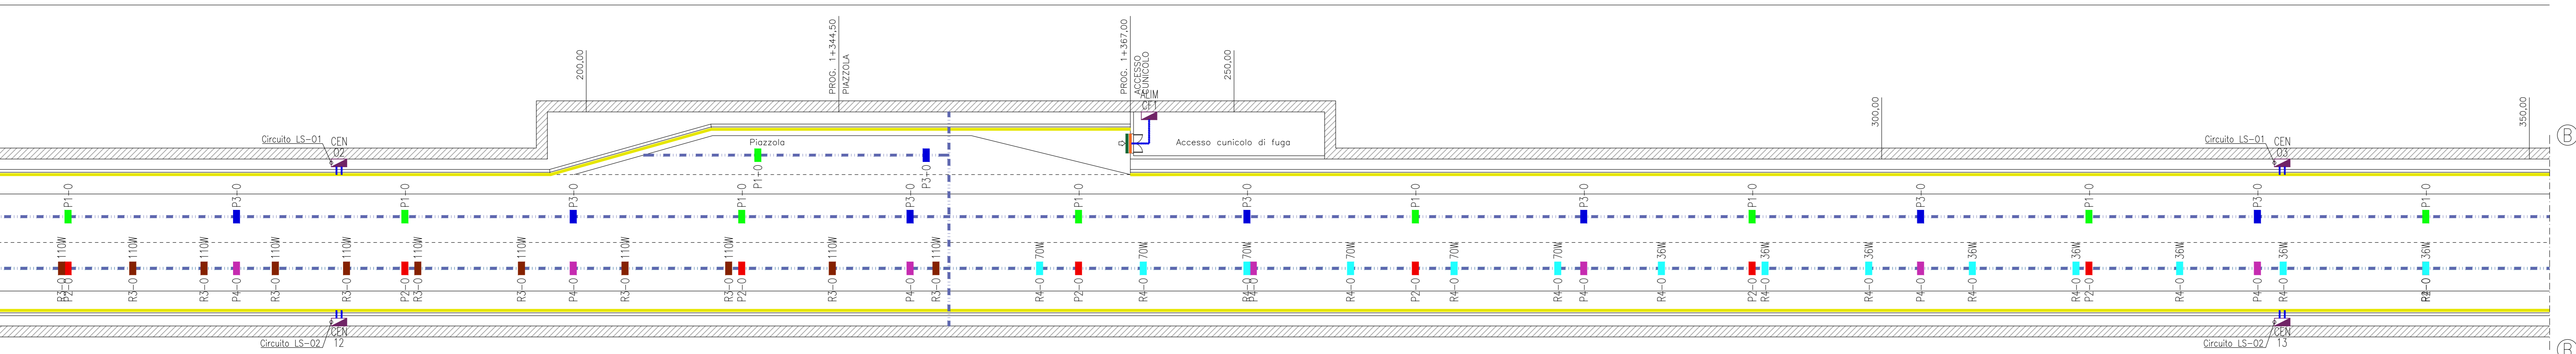 PROG. 1+344,50
PIAZZOLA
PROG. 1+367,00
ACCESSO
CUNICOLO
200,00
250,00
300,00
350,00
B
ALIM
CF1
Circuito LS-01
CEN
02
Piazzola
Accesso cunicolo di fuga
Circuito LS-01
CEN
03
P1-0
P3-0
P1-0
P3-0
P1-0
P3-0
P1-0
P3-0
P1-0
P3-0
P1-0
P3-0
P1-0
P3-0
P1-0
P3-0
P1-0
110W
110W
110W
110W
110W
110W
110W
110W
110W
110W
110W
70W
70W
70W
70W
70W
70W
36W
36W
36W
36W
36W
36W
36W
36W
R3-0
P2-0
R3-0
R3-0
P4-0
R3-0
R3-0
P2-0
R3-0
R3-0
P4-0
R3-0
R3-0
P2-0
R3-0
P4-0
R3-0
R4-0
P2-0
R4-0
R4-0
P4-0
R4-0
P2-0
R4-0
R4-0
P4-0
R4-0
P2-0
R4-0
R4-0
P4-0
R4-0
R4-0
P2-0
R4-0
P4-0
R4-0
Circuito LS-02
CEN
12
Circuito LS-02
CEN
13
B